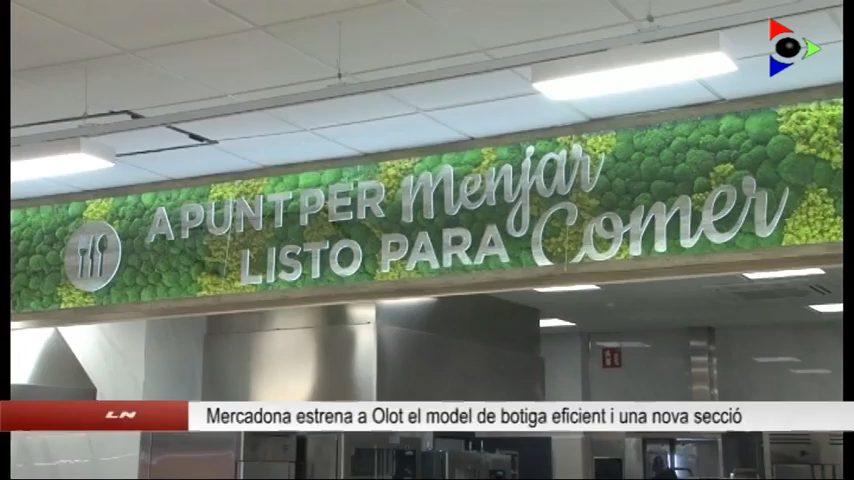 A PUNT PER Menjar
LISTO PARA Comer
LN
Mercadona estrena a Olot el model de botiga eficient i una nova secció